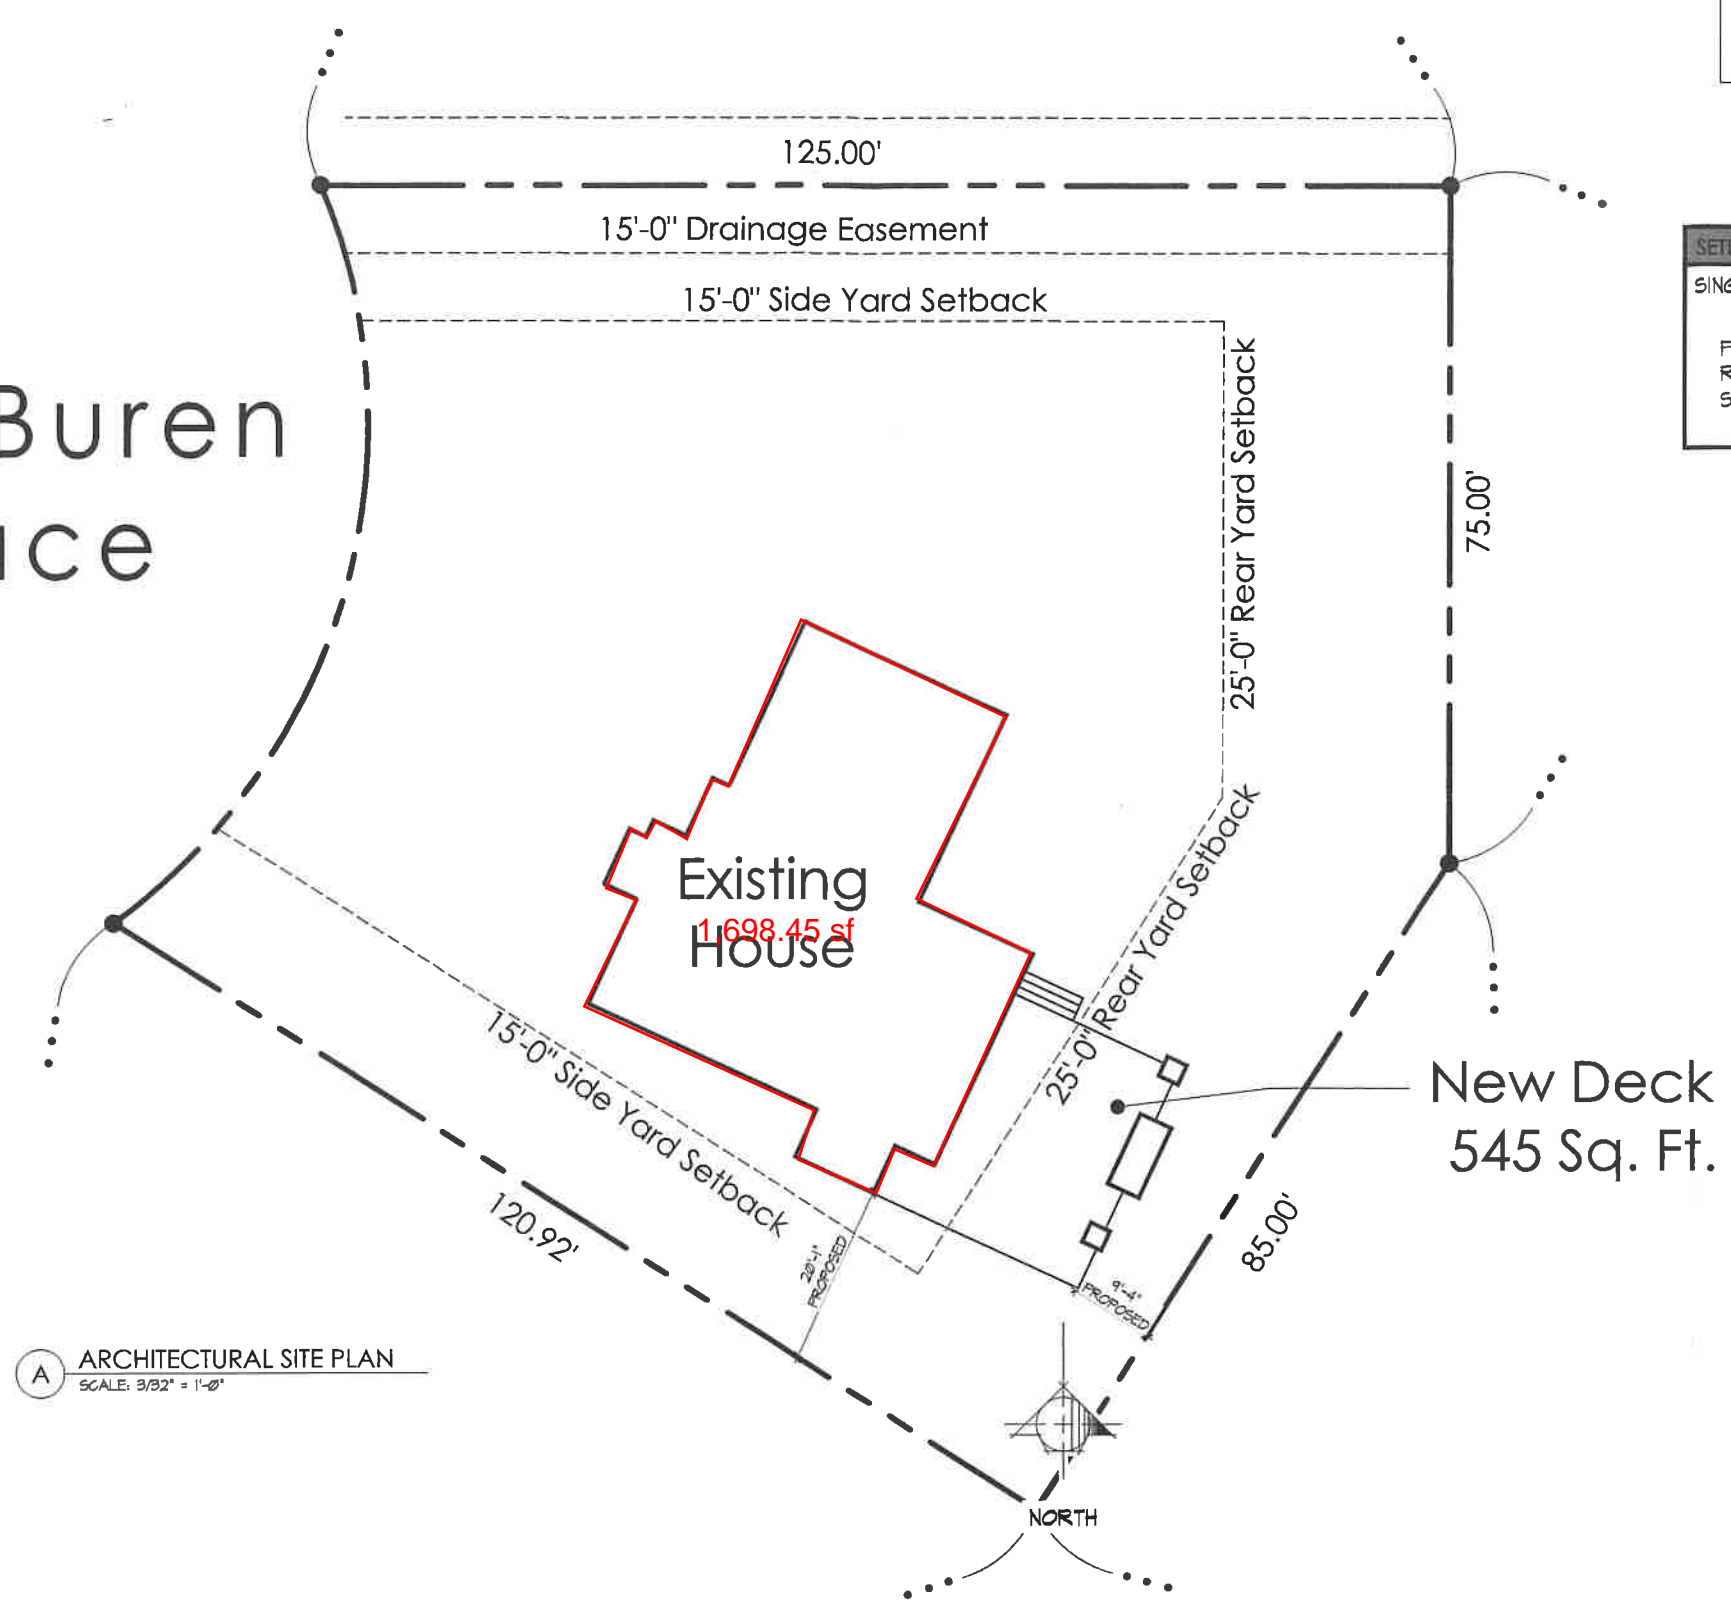 125.00'
15'-0" Drainage Easement
15'-0" Side Yard Setback
25'-0" Rear Yard Setback
75.00'
Buren
Existing
1,698.45 sf
House
25'-0" Rear Yard Setback
15'-0" Side Yard Setback
New Deck
545 Sq. Ft.
120.92'
85.00'
20'-1"
PROPOSED
9'-4"
PROPOSED
A
ARCHITECTURAL SITE PLAN
SCALE: 3/32" = 1'-0"
NORTH